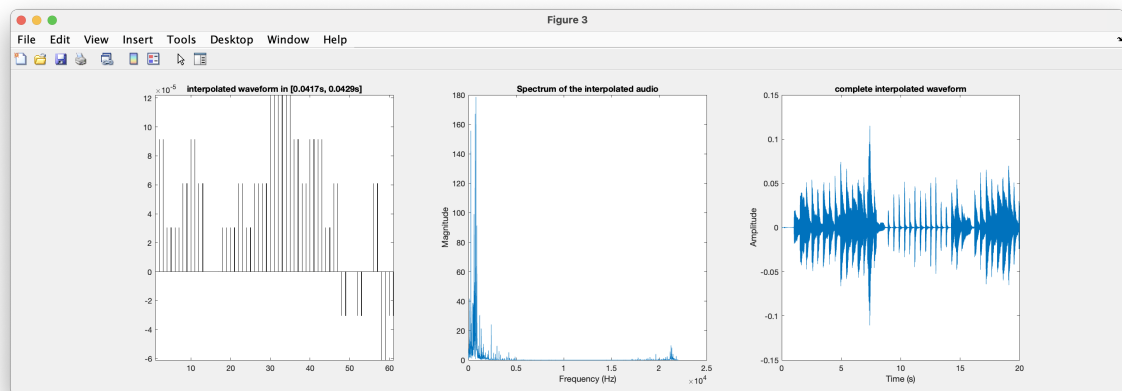 Figure 3
File Edit View Insert Tools Desktop Window Help
interpolated waveform in [0.0417s, 0.0429s]
×10⁻⁵
12
10
8
6
4
2
0
-2
-4
-6
10 20 30 40 50 60
Spectrum of the interpolated audio
180
160
140
120
100
80
60
40
20
0
Magnitude
0 0.5 1 1.5 2 2.5
×10⁴
Frequency (Hz)
complete interpolated waveform
0.15
0.1
0.05
0
-0.05
-0.1
-0.15
Amplitude
0 5 10 15 20
Time (s)